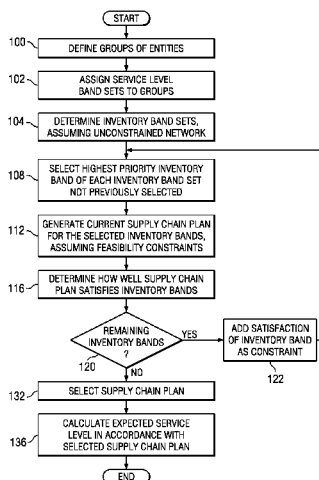 START
100
DEFINE GROUPS OF ENTITIES
102
ASSIGN SERVICE LEVEL
BAND SETS TO GROUPS
104
DETERMINE INVENTORY BAND SETS,
ASSUMING UNCONSTRAINED NETWORK
108
SELECT HIGHEST PRIORITY INVENTORY
BAND OF EACH INVENTORY BAND SET
NOT PREVIOUSLY SELECTED
112
GENERATE CURRENT SUPPLY CHAIN PLAN
FOR THE SELECTED INVENTORY BANDS,
ASSUMING FEASIBILITY CONSTRAINTS
116
DETERMINE HOW WELL SUPPLY CHAIN
PLAN SATISFIES INVENTORY BANDS
REMAINING
INVENTORY BANDS
?
120
YES
NO
ADD SATISFACTION
OF INVENTORY BAND
AS CONSTRAINT
122
132
SELECT SUPPLY CHAIN PLAN
136
CALCULATE EXPECTED SERVICE
LEVEL IN ACCORDANCE WITH
SELECTED SUPPLY CHAIN PLAN
END